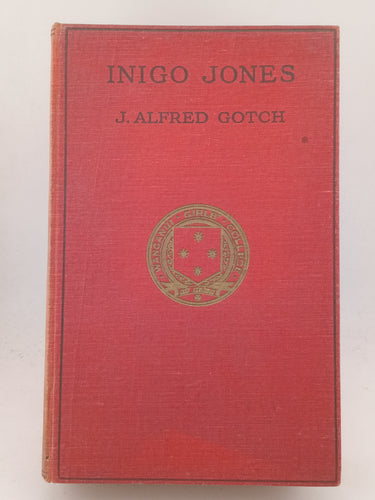 INIGO JONES
J. ALFRED GOTCH
WANGANUI · GIRLS · COLLEGE